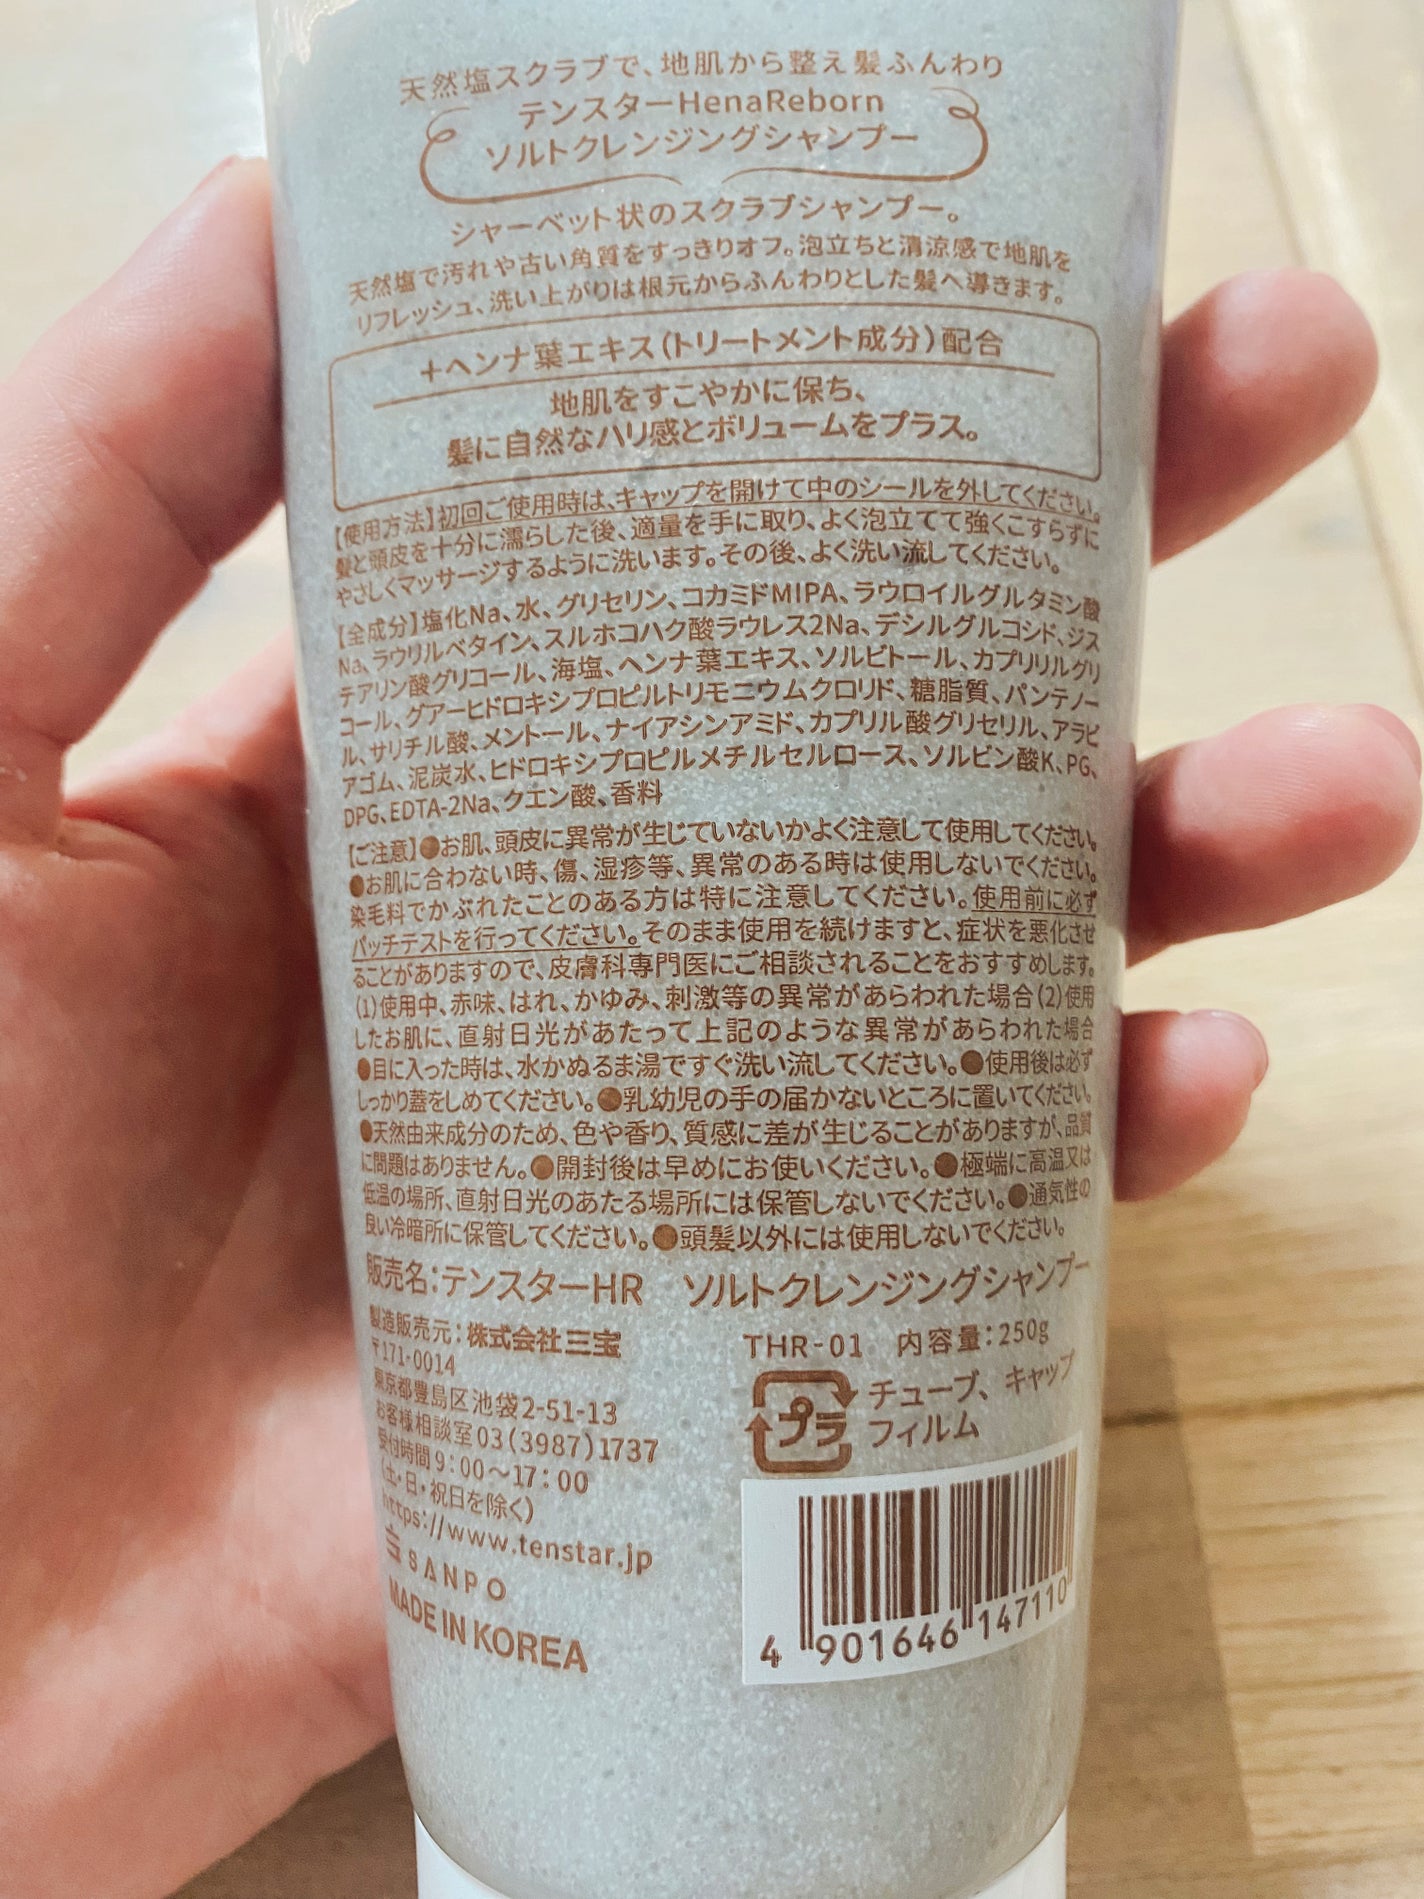 天然塩スクラブで、地肌から整え髪ふんわり
テンスターHenaReborn
ソルトクレンジングシャンプー
シャーベット状のスクラブシャンプー。
天然塩で汚れや古い角質をすっきりオフ。泡立ちと清涼感で地肌を
リフレッシュ、洗い上がりは根元からふんわりとした髪へ導きます。
+ヘンナ葉エキス(トリートメント成分)配合
地肌をすこやかに保ち、
髪に自然なハリ感とボリュームをプラス。
【使用方法】初回ご使用時は、キャップを開けて中のシールを外してください。
髪と頭皮を十分に濡らした後、適量を手に取り、よく泡立てて強くこすらずに
やさしくマッサージするように洗います。その後、よく洗い流してください。
【全成分】塩化Na、水、グリセリン、コカミドMIPA、ラウロイルグルタミン酸
Na、ラウリルベタイン、スルホコハク酸ラウレス2Na、デシルグルコシド、ジス
テアリン酸グリコール、海塩、ヘンナ葉エキス、ソルビトール、カプリリルグリ
コール、グアーヒドロキシプロピルトリモニウムクロリド、糖脂質、パンテノー
ル、サリチル酸、メントール、ナイアシンアミド、カプリル酸グリセリル、アラビ
アゴム、泥炭水、ヒドロキシプロピルメチルセルロース、ソルビン酸K、PG、
DPG、EDTA-2Na、クエン酸、香料
【ご注意】●お肌、頭皮に異常が生じていないかよく注意して使用してください。
●お肌に合わない時、傷、湿疹等、異常のある時は使用しないでください。
染毛料でかぶれたことのある方は特に注意してください。使用前に必ず
パッチテストを行ってください。そのまま使用を続けますと、症状を悪化させ
ることがありますので、皮膚科専門医にご相談されることをおすすめします。
(1)使用中、赤味、はれ、かゆみ、刺激等の異常があらわれた場合(2)使用
したお肌に、直射日光があたって上記のような異常があらわれた場合
●目に入った時は、水かぬるま湯ですぐ洗い流してください。●使用後は必ず
しっかり蓋をしめてください。●乳幼児の手の届かないところに置いてください。
●天然由来成分のため、色や香り、質感に差が生じることがありますが、品質
に問題はありません。●開封後は早めにお使いください。●極端に高温又は
低温の場所、直射日光のあたる場所には保管しないでください。●通気性の
良い冷暗所に保管してください。●頭髪以外には使用しないでください。
販売名:テンスターHR ソルトクレンジングシャンプー
製造販売元:株式会社三宝
〒171-0014
東京都豊島区池袋2-51-13
お客様相談室03(3987)1737
受付時間9:00～17:00
(土・日・祝日を除く)
https://www.tenstar.jp
SANPO
MADE IN KOREA
THR-01 内容量:250g
プラ
チューブ、キャップ
フィルム
4 901646 147110